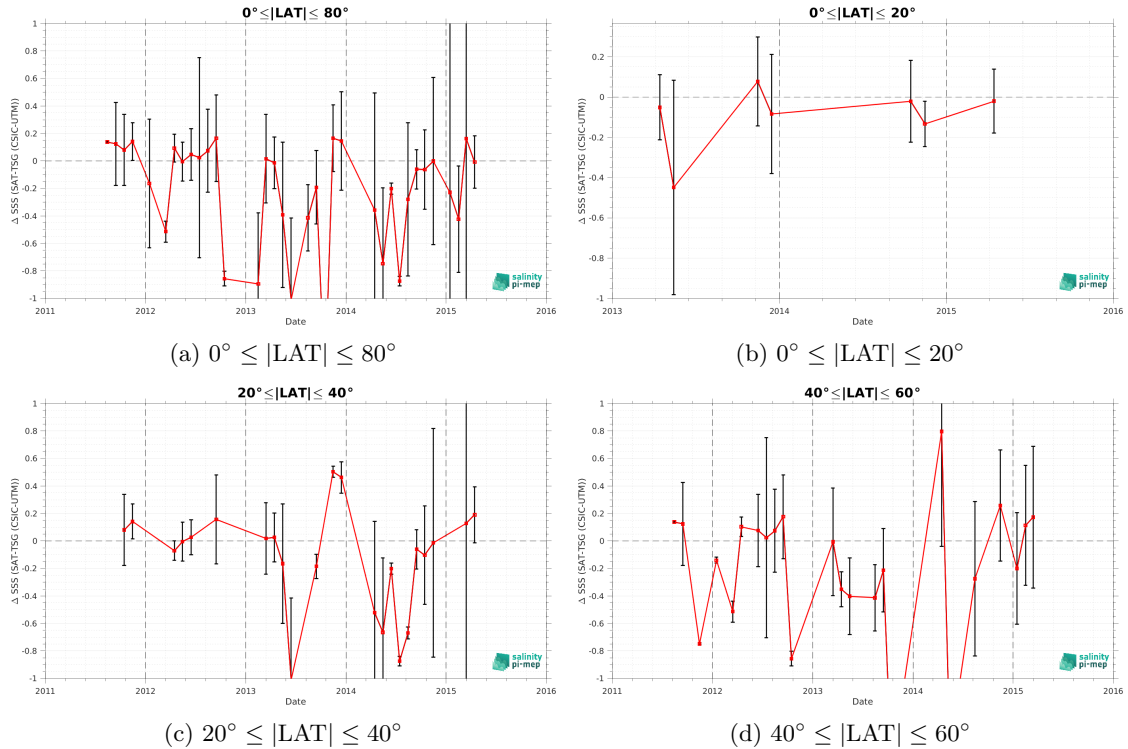 0°≤|LAT|≤ 80°
Δ SSS (SAT-TSG (CSIC-UTM))
1
0.8
0.6
0.4
0.2
0
-0.2
-0.4
-0.6
-0.8
-1
2011
2012
2013
2014
2015
2016
Date
salinity
pi-mep
(a) 0° ≤ |LAT| ≤ 80°
0°≤|LAT|≤ 20°
Δ SSS (SAT-TSG (CSIC-UTM))
0.2
0
-0.2
-0.4
-0.6
-0.8
-1
2013
2014
2015
2016
Date
salinity
pi-mep
(b) 0° ≤ |LAT| ≤ 20°
20°≤|LAT|≤ 40°
Δ SSS (SAT-TSG (CSIC-UTM))
1
0.8
0.6
0.4
0.2
0
-0.2
-0.4
-0.6
-0.8
-1
2011
2012
2013
2014
2015
2016
Date
salinity
pi-mep
(c) 20° ≤ |LAT| ≤ 40°
40°≤|LAT|≤ 60°
Δ SSS (SAT-TSG (CSIC-UTM))
1
0.8
0.6
0.4
0.2
0
-0.2
-0.4
-0.6
-0.8
-1
2011
2012
2013
2014
2015
2016
Date
salinity
pi-mep
(d) 40° ≤ |LAT| ≤ 60°